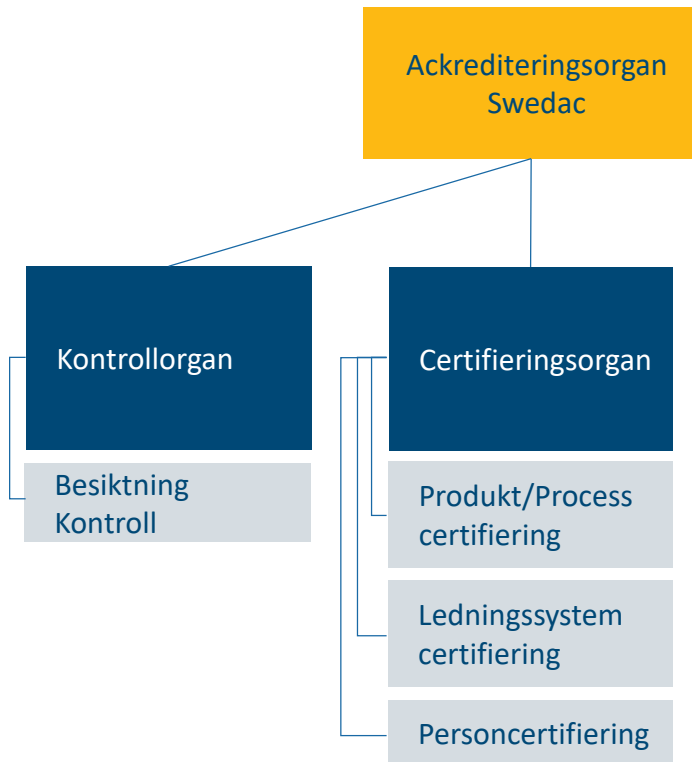 Ackrediteringsorgan
Swedac
Kontrollorgan
Besiktning
Kontroll
Certifieringsorgan
Produkt/Process
certifiering
Ledningssystem
certifiering
Personcertifiering